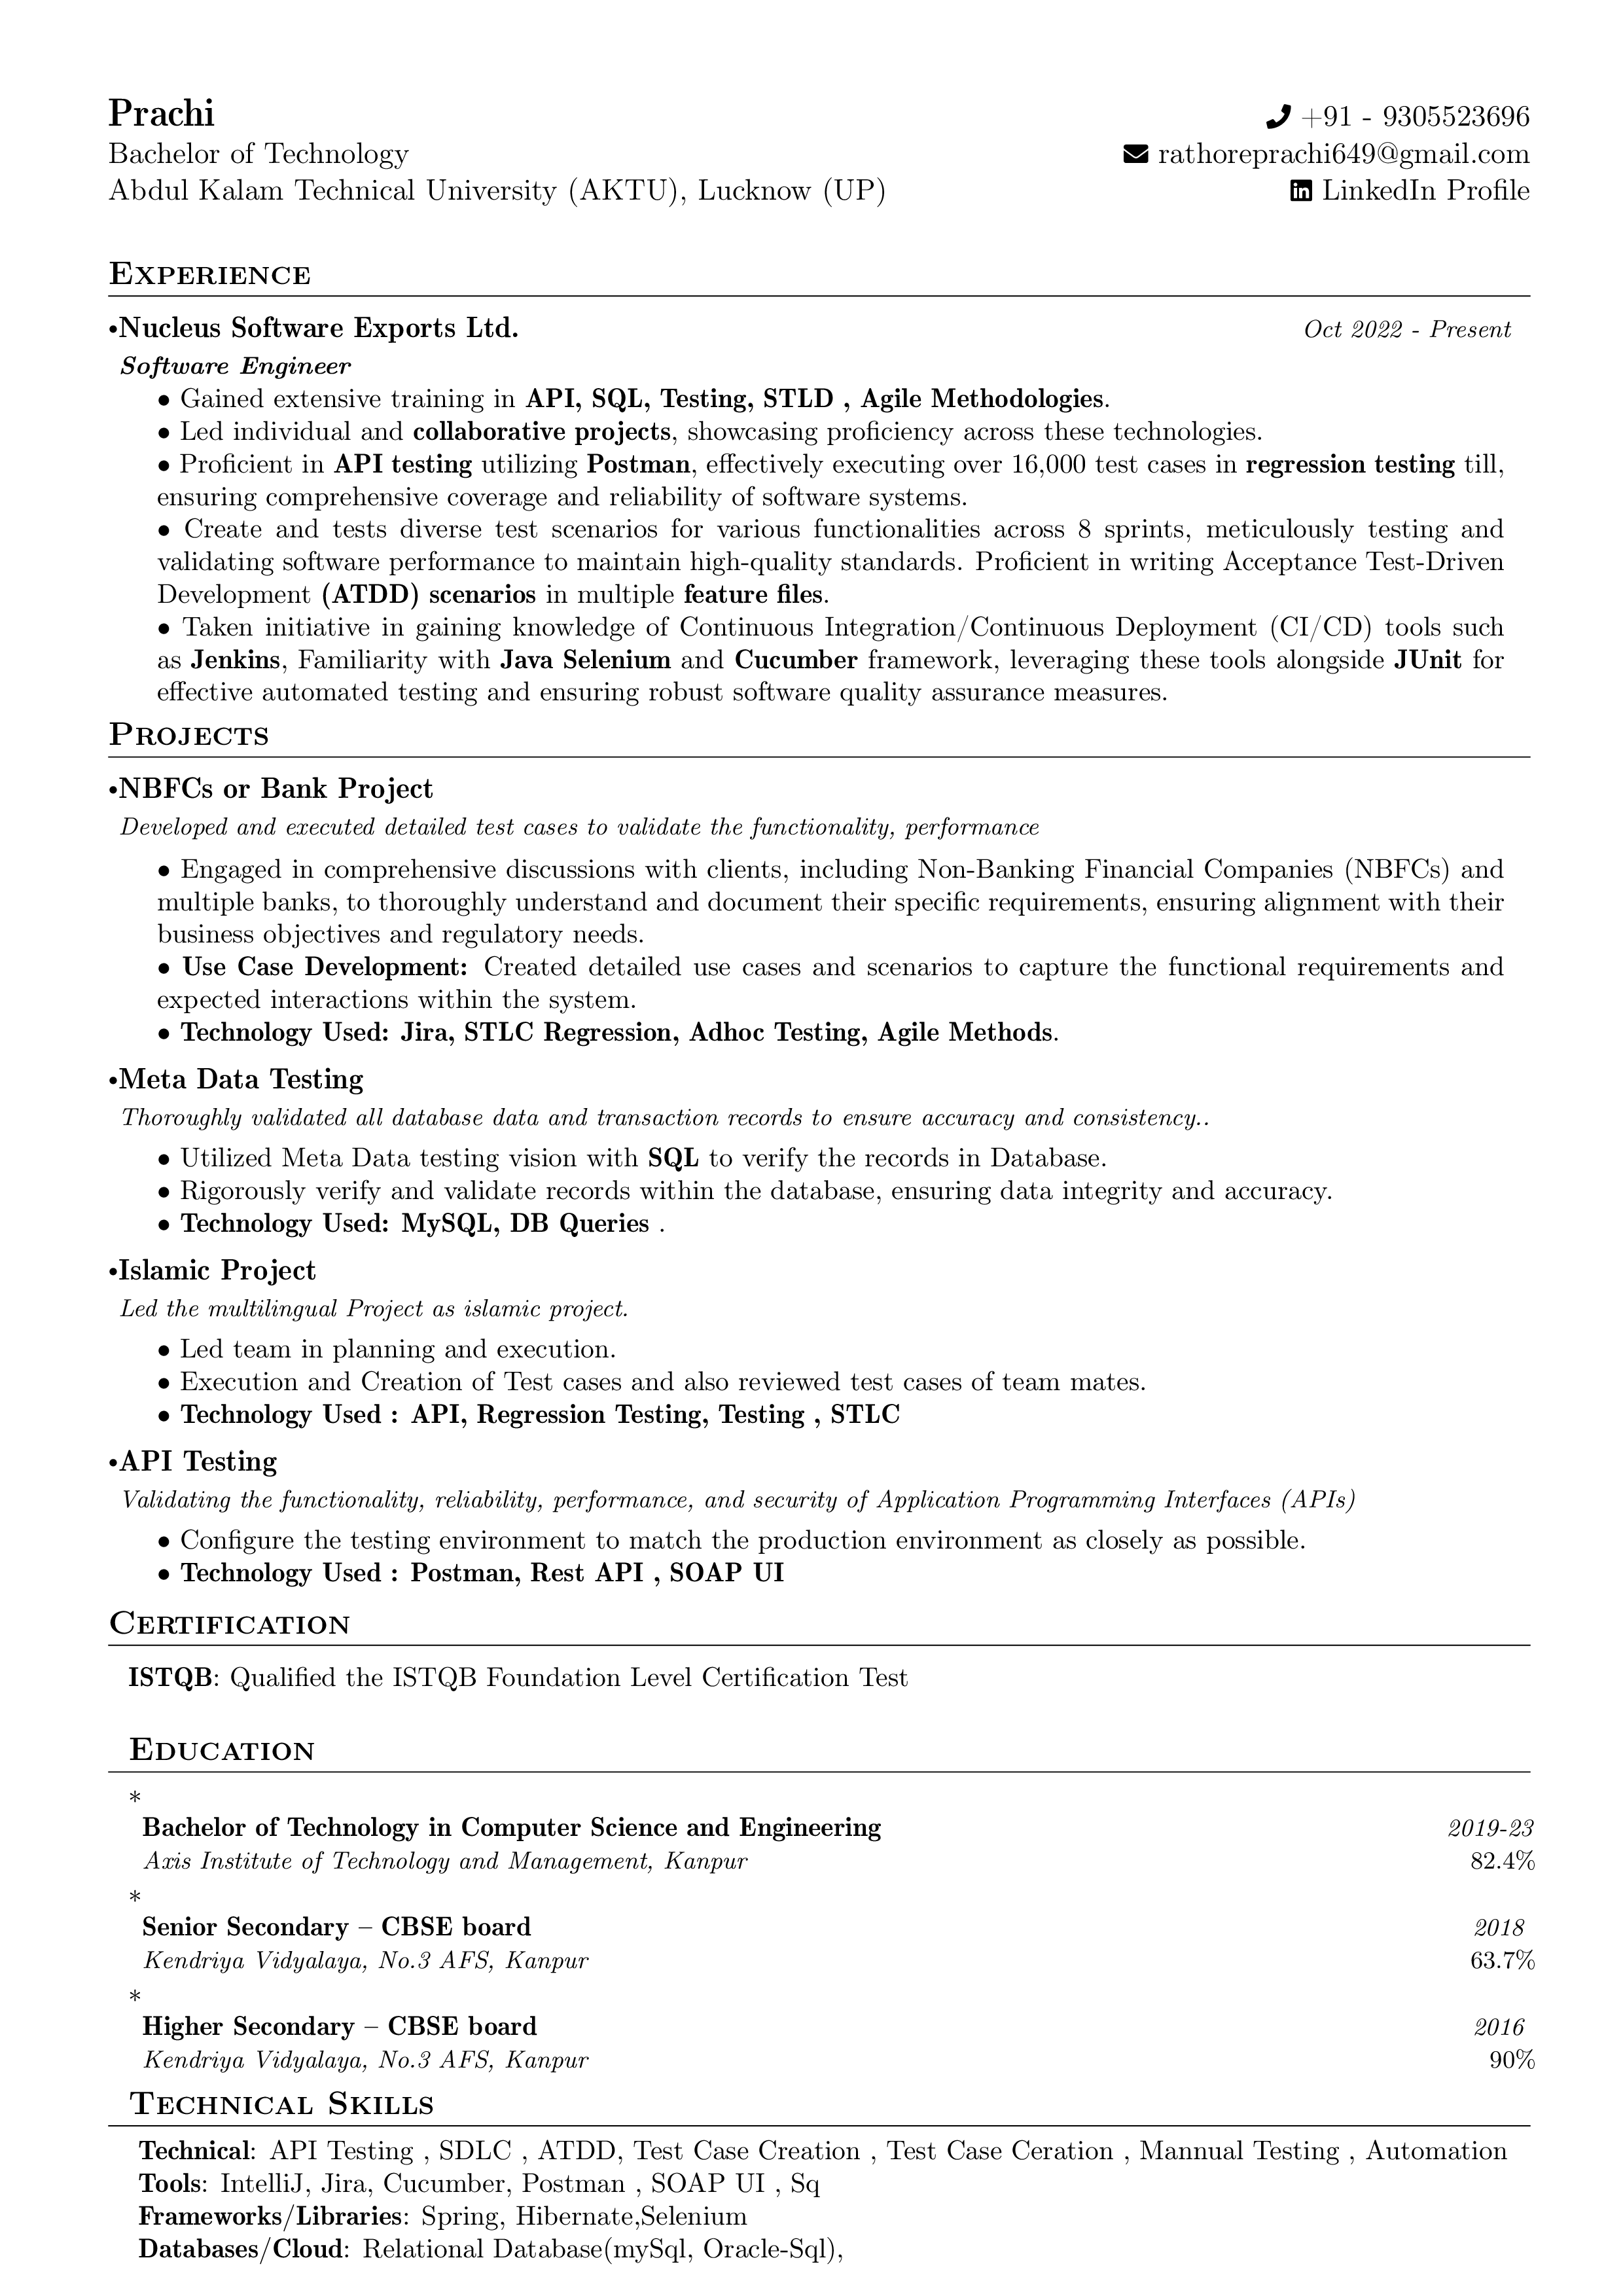 Prachi
+91 - 9305523696
Bachelor of Technology
rathoreprachi649@gmail.com
Abdul Kalam Technical University (AKTU), Lucknow (UP)
LinkedIn Profile
Experience
•Nucleus Software Exports Ltd.
Oct 2022 - Present
Software Engineer
• Gained extensive training in API, SQL, Testing, STLD , Agile Methodologies.
• Led individual and collaborative projects, showcasing proficiency across these technologies.
• Proficient in API testing utilizing Postman, effectively executing over 16,000 test cases in regression testing till,
ensuring comprehensive coverage and reliability of software systems.
• Create and tests diverse test scenarios for various functionalities across 8 sprints, meticulously testing and
validating software performance to maintain high-quality standards. Proficient in writing Acceptance Test-Driven
Development (ATDD) scenarios in multiple feature files.
• Taken initiative in gaining knowledge of Continuous Integration/Continuous Deployment (CI/CD) tools such
as Jenkins, Familiarity with Java Selenium and Cucumber framework, leveraging these tools alongside JUnit for
effective automated testing and ensuring robust software quality assurance measures.
Projects
•NBFCs or Bank Project
Developed and executed detailed test cases to validate the functionality, performance
• Engaged in comprehensive discussions with clients, including Non-Banking Financial Companies (NBFCs) and
multiple banks, to thoroughly understand and document their specific requirements, ensuring alignment with their
business objectives and regulatory needs.
• Use Case Development: Created detailed use cases and scenarios to capture the functional requirements and
expected interactions within the system.
• Technology Used: Jira, STLC Regression, Adhoc Testing, Agile Methods.
•Meta Data Testing
Thoroughly validated all database data and transaction records to ensure accuracy and consistency..
• Utilized Meta Data testing vision with SQL to verify the records in Database.
• Rigorously verify and validate records within the database, ensuring data integrity and accuracy.
• Technology Used: MySQL, DB Queries .
•Islamic Project
Led the multilingual Project as islamic project.
• Led team in planning and execution.
• Execution and Creation of Test cases and also reviewed test cases of team mates.
• Technology Used : API, Regression Testing, Testing , STLC
•API Testing
Validating the functionality, reliability, performance, and security of Application Programming Interfaces (APIs)
• Configure the testing environment to match the production environment as closely as possible.
• Technology Used : Postman, Rest API , SOAP UI
Certification
ISTQB: Qualified the ISTQB Foundation Level Certification Test
Education
*
Bachelor of Technology in Computer Science and Engineering
2019-23
Axis Institute of Technology and Management, Kanpur
82.4%
*
Senior Secondary – CBSE board
2018
Kendriya Vidyalaya, No.3 AFS, Kanpur
63.7%
*
Higher Secondary – CBSE board
2016
Kendriya Vidyalaya, No.3 AFS, Kanpur
90%
Technical Skills
Technical: API Testing , SDLC , ATDD, Test Case Creation , Test Case Ceration , Mannual Testing , Automation
Tools: IntelliJ, Jira, Cucumber, Postman , SOAP UI , Sq
Frameworks/Libraries: Spring, Hibernate,Selenium
Databases/Cloud: Relational Database(mySql, Oracle-Sql),